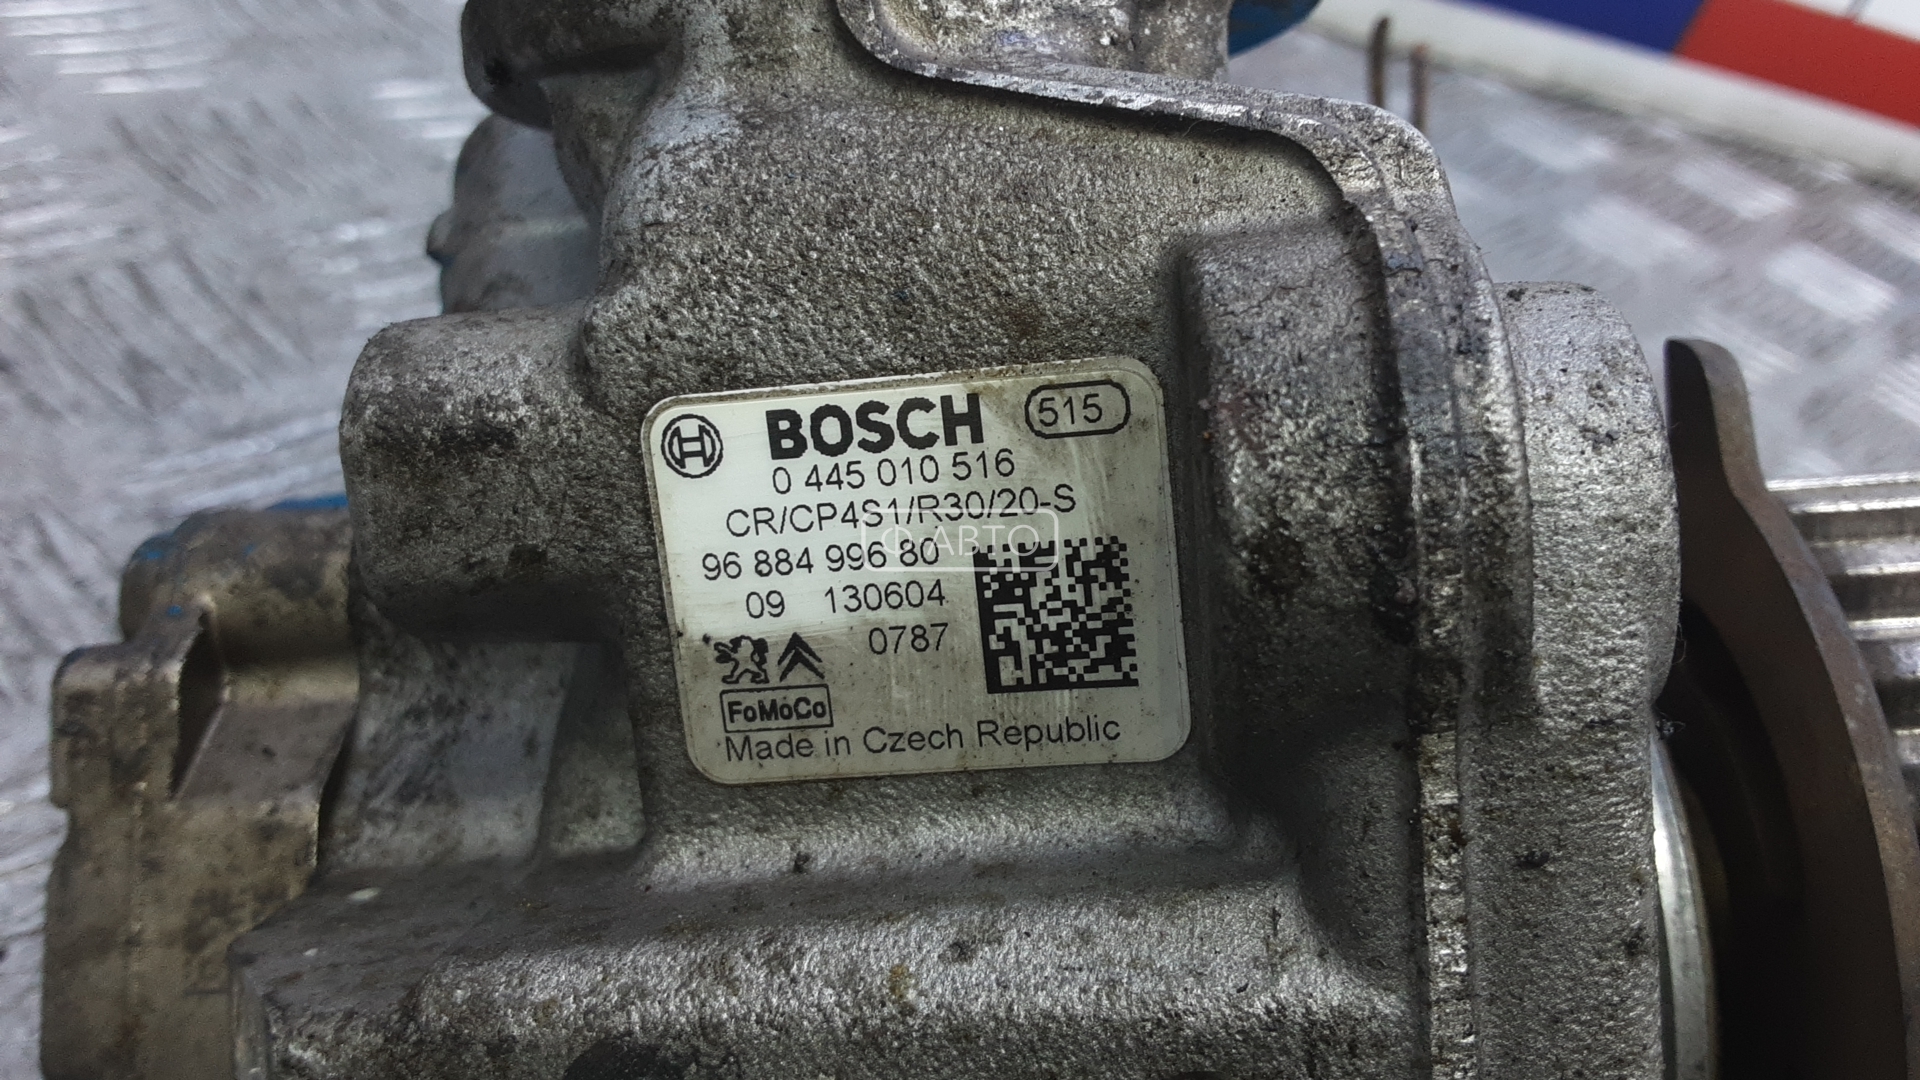 BOSCH 515
0 445 010 516
CR/CP4S1/R30/20-S
АВТО
96 884 996 80
09 130604
0787
FoMoCo
Made in Czech Republic